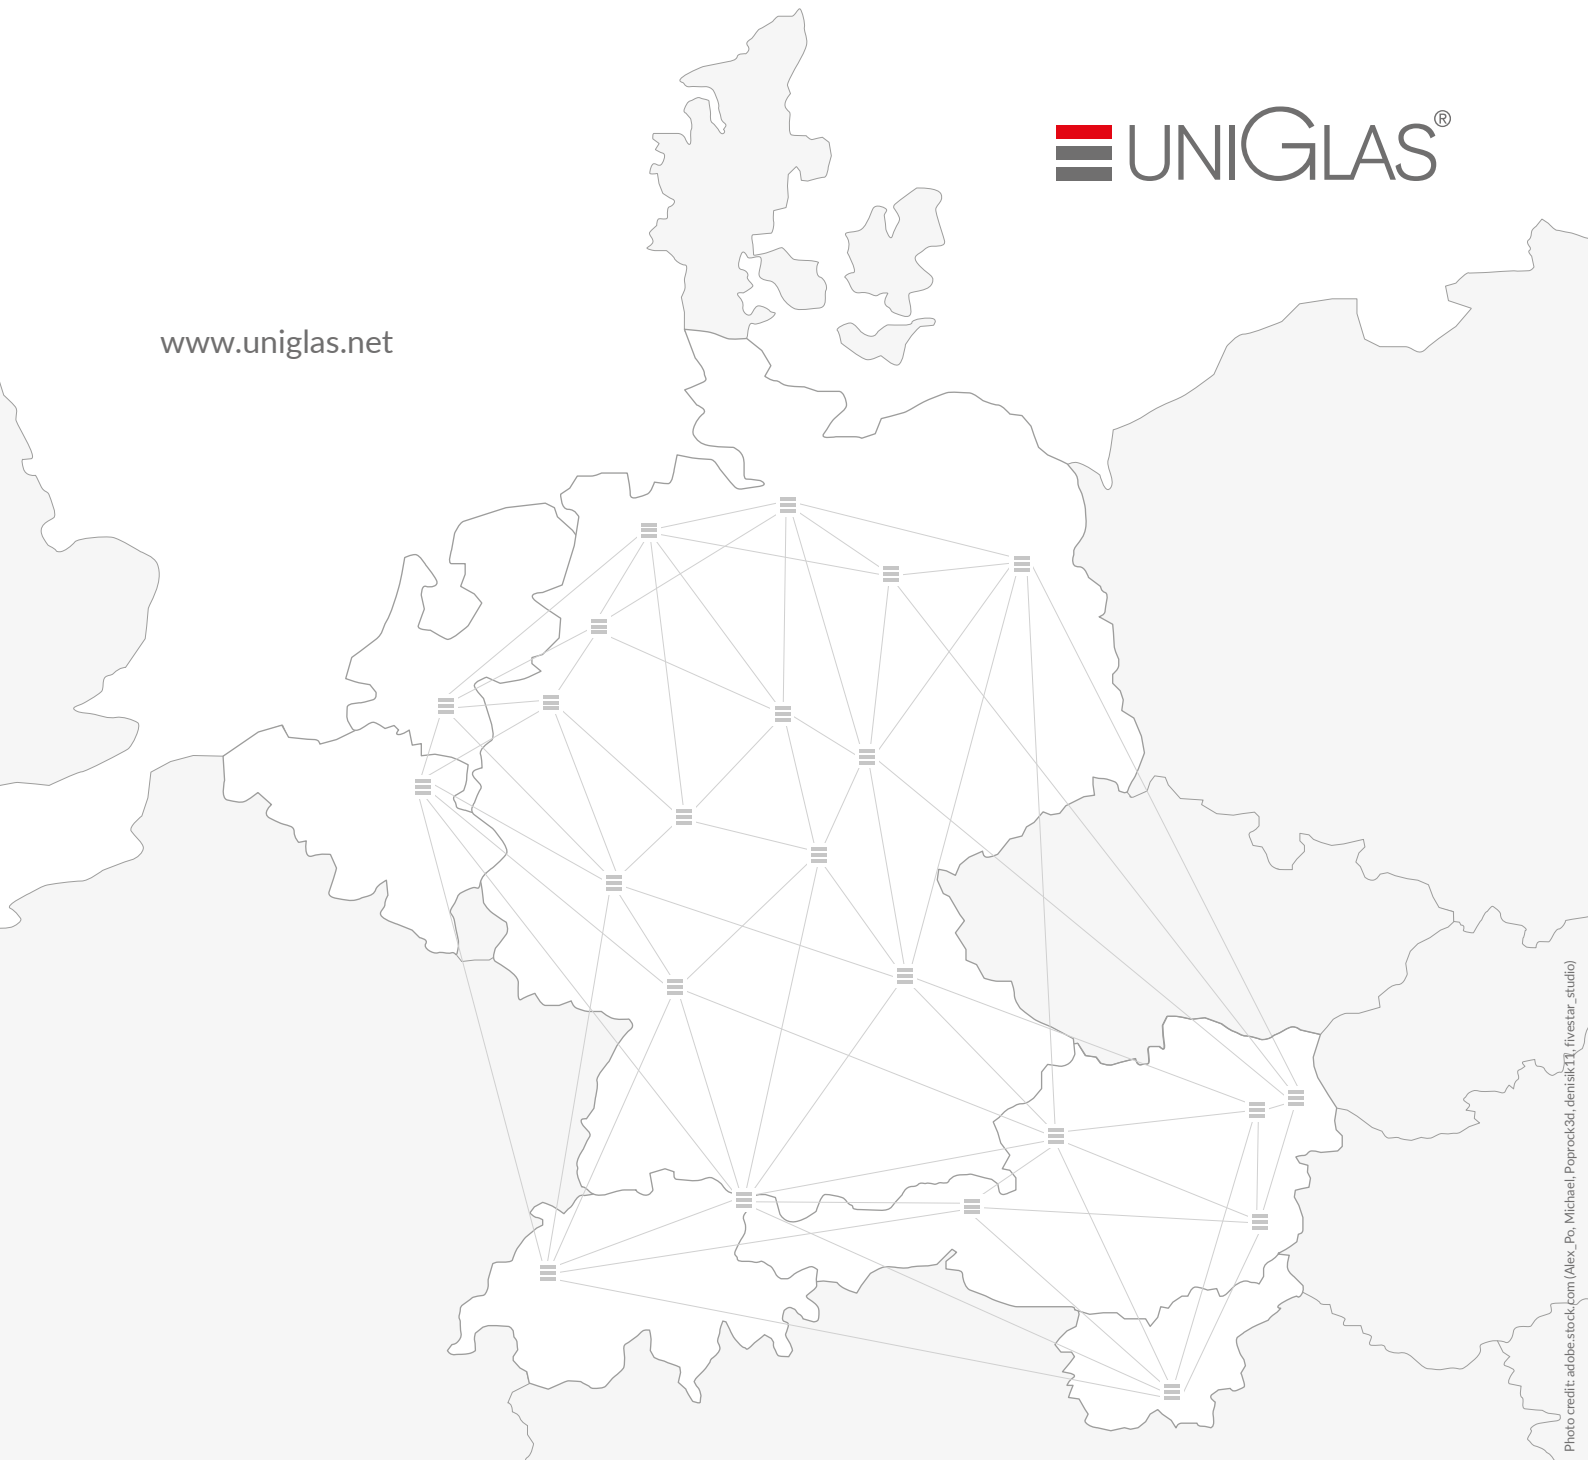 UNIGLAS®
www.uniglas.net
Photo credit: adobe.stock.com (Alex_Po, Michael, Poprock3d, denisik11, fivestar_studio)